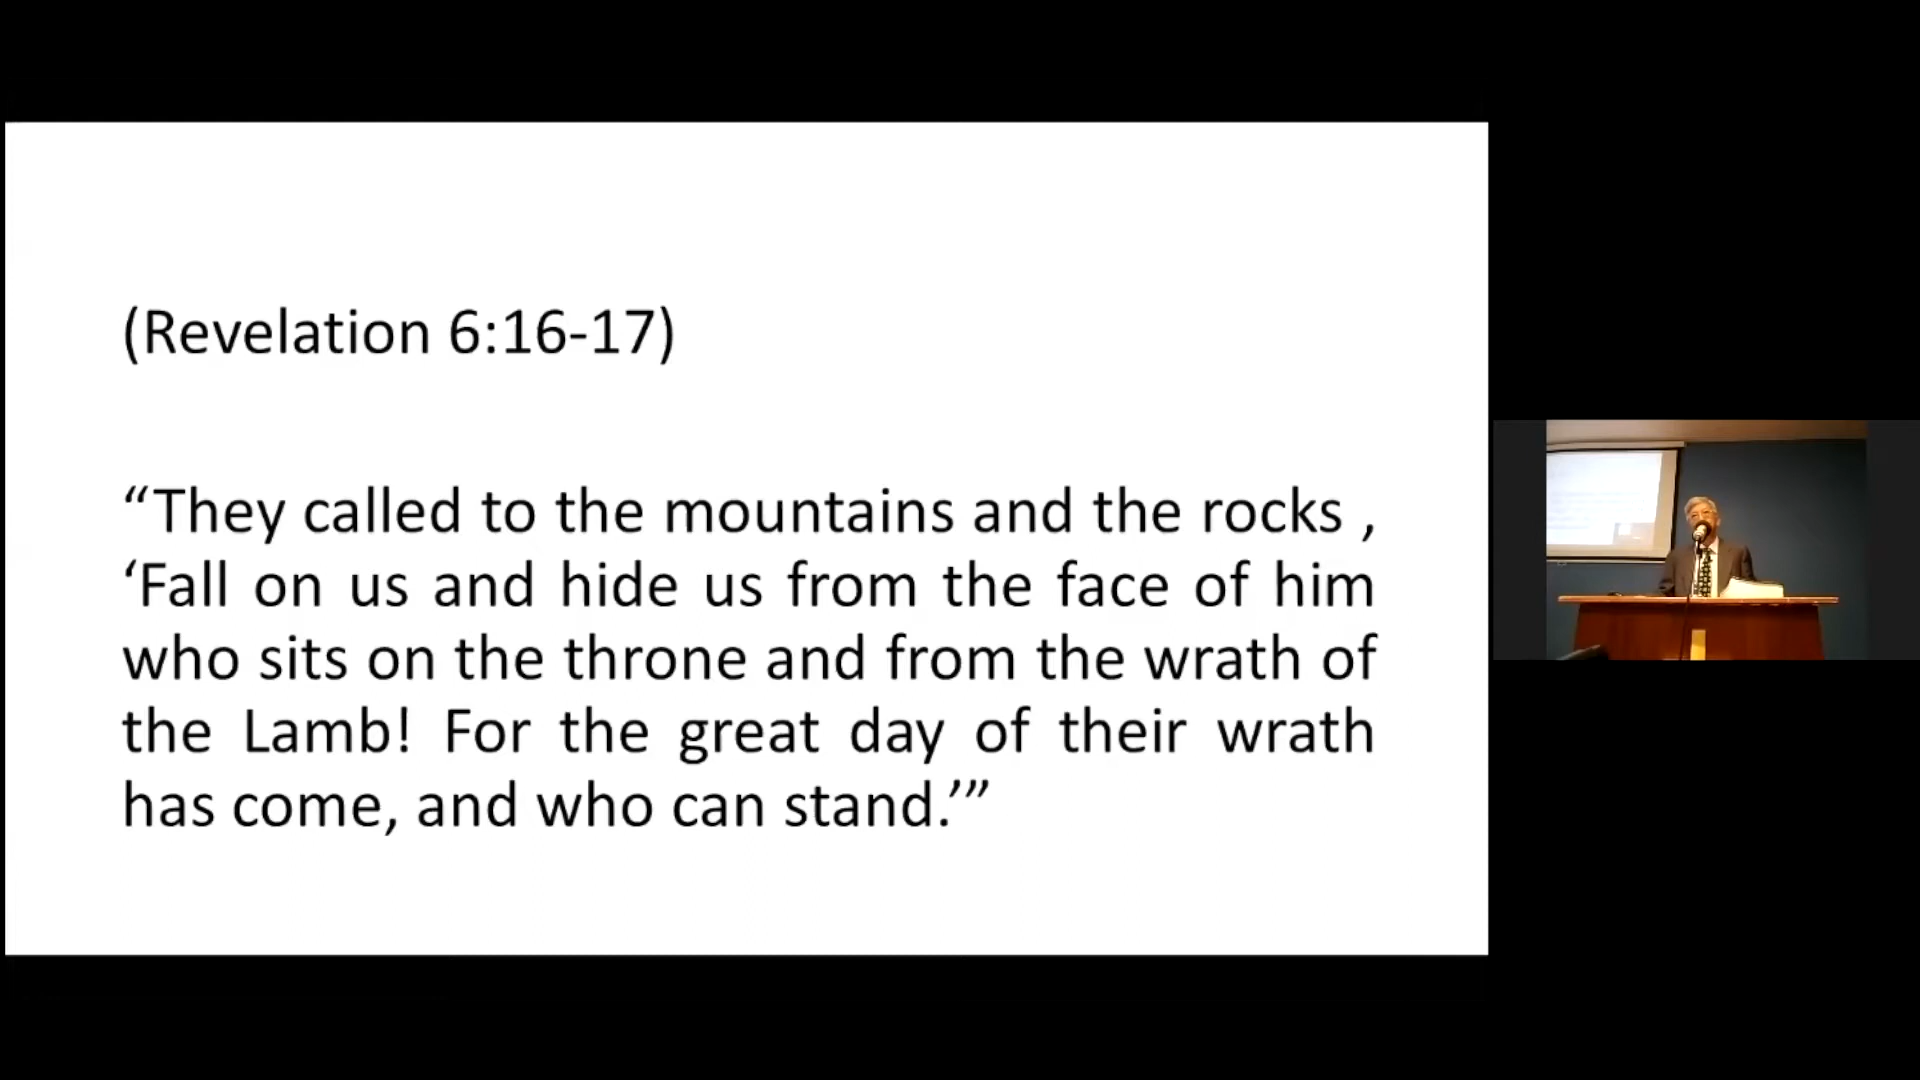 (Revelation 6:16-17)
“They called to the mountains and the rocks ,
‘Fall on us and hide us from the face of him
who sits on the throne and from the wrath of
the Lamb! For the great day of their wrath
has come, and who can stand.’”